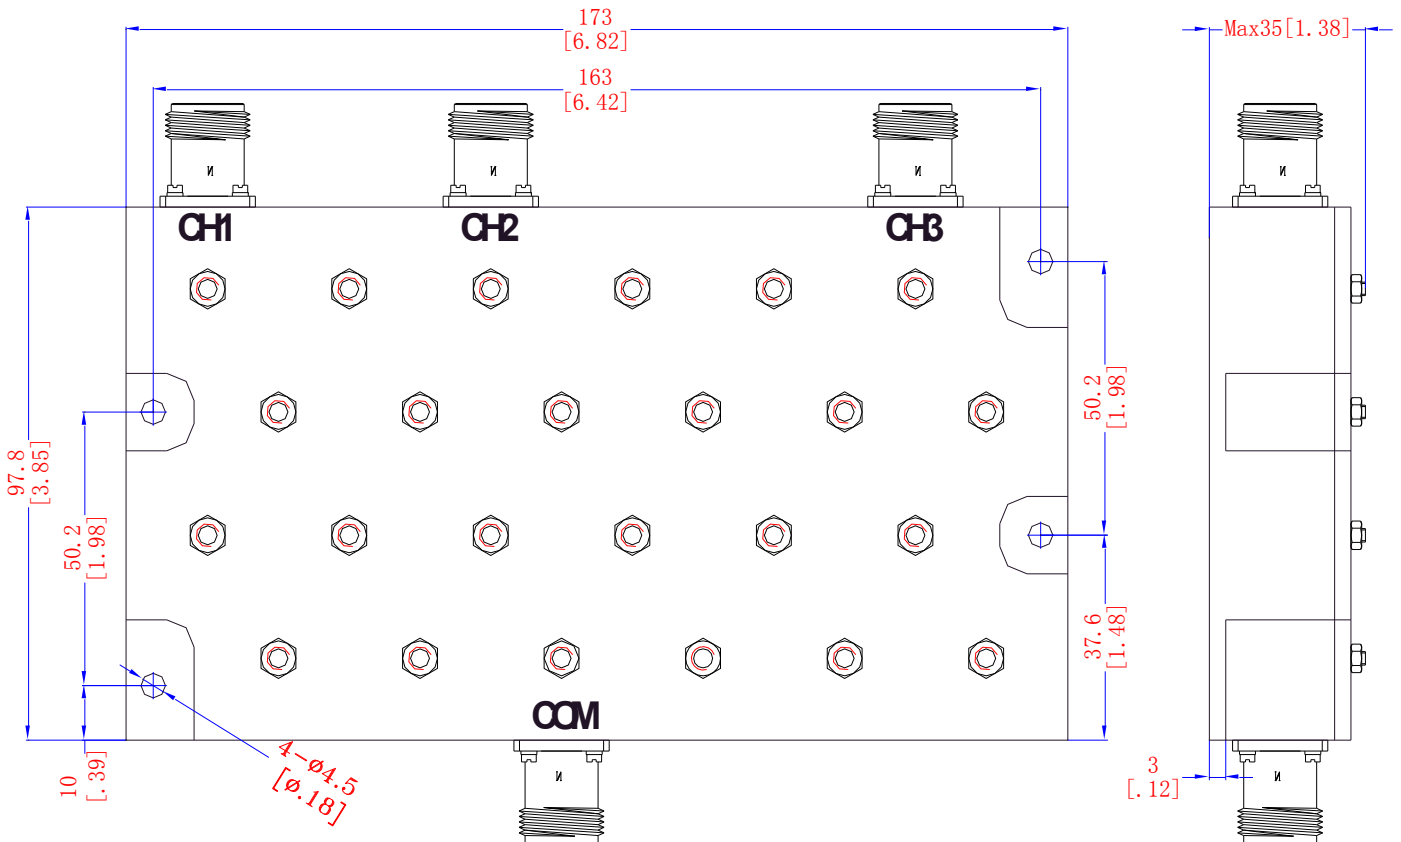 173
[6.82]
Max35[1.38]
163
[6.42]
N
N
N
N
CH1
CH2
CH3
50.2
[1.98]
97.8
[3.85]
50.2
[1.98]
37.6
[1.48]
COM
10
[.39]
4-ø4.5
[ø.18]
3
[.12]
N
N